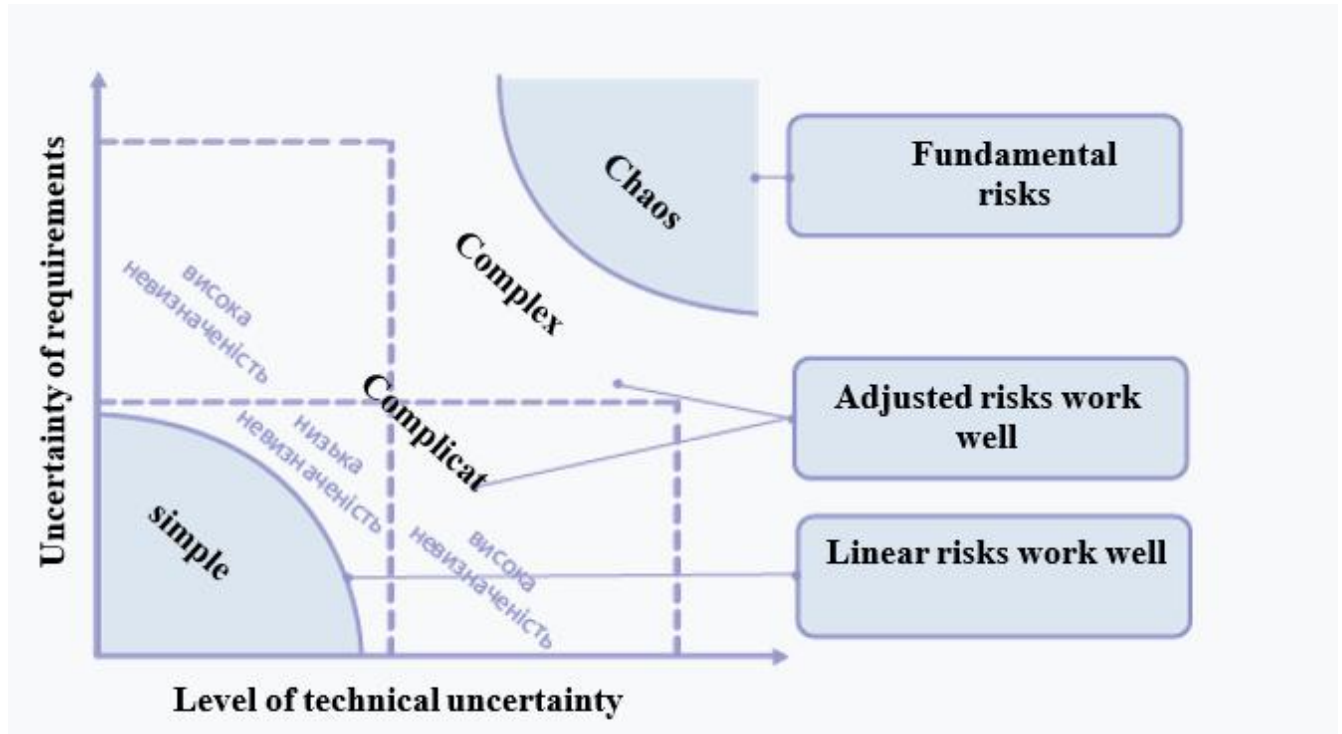 Uncertainty of requirements
Chaos
Complex
Complicat
simple
висока
невизначеність
низька
невизначеність
висока
невизначеність
Fundamental
risks
Adjusted risks work
well
Linear risks work well
Level of technical uncertainty